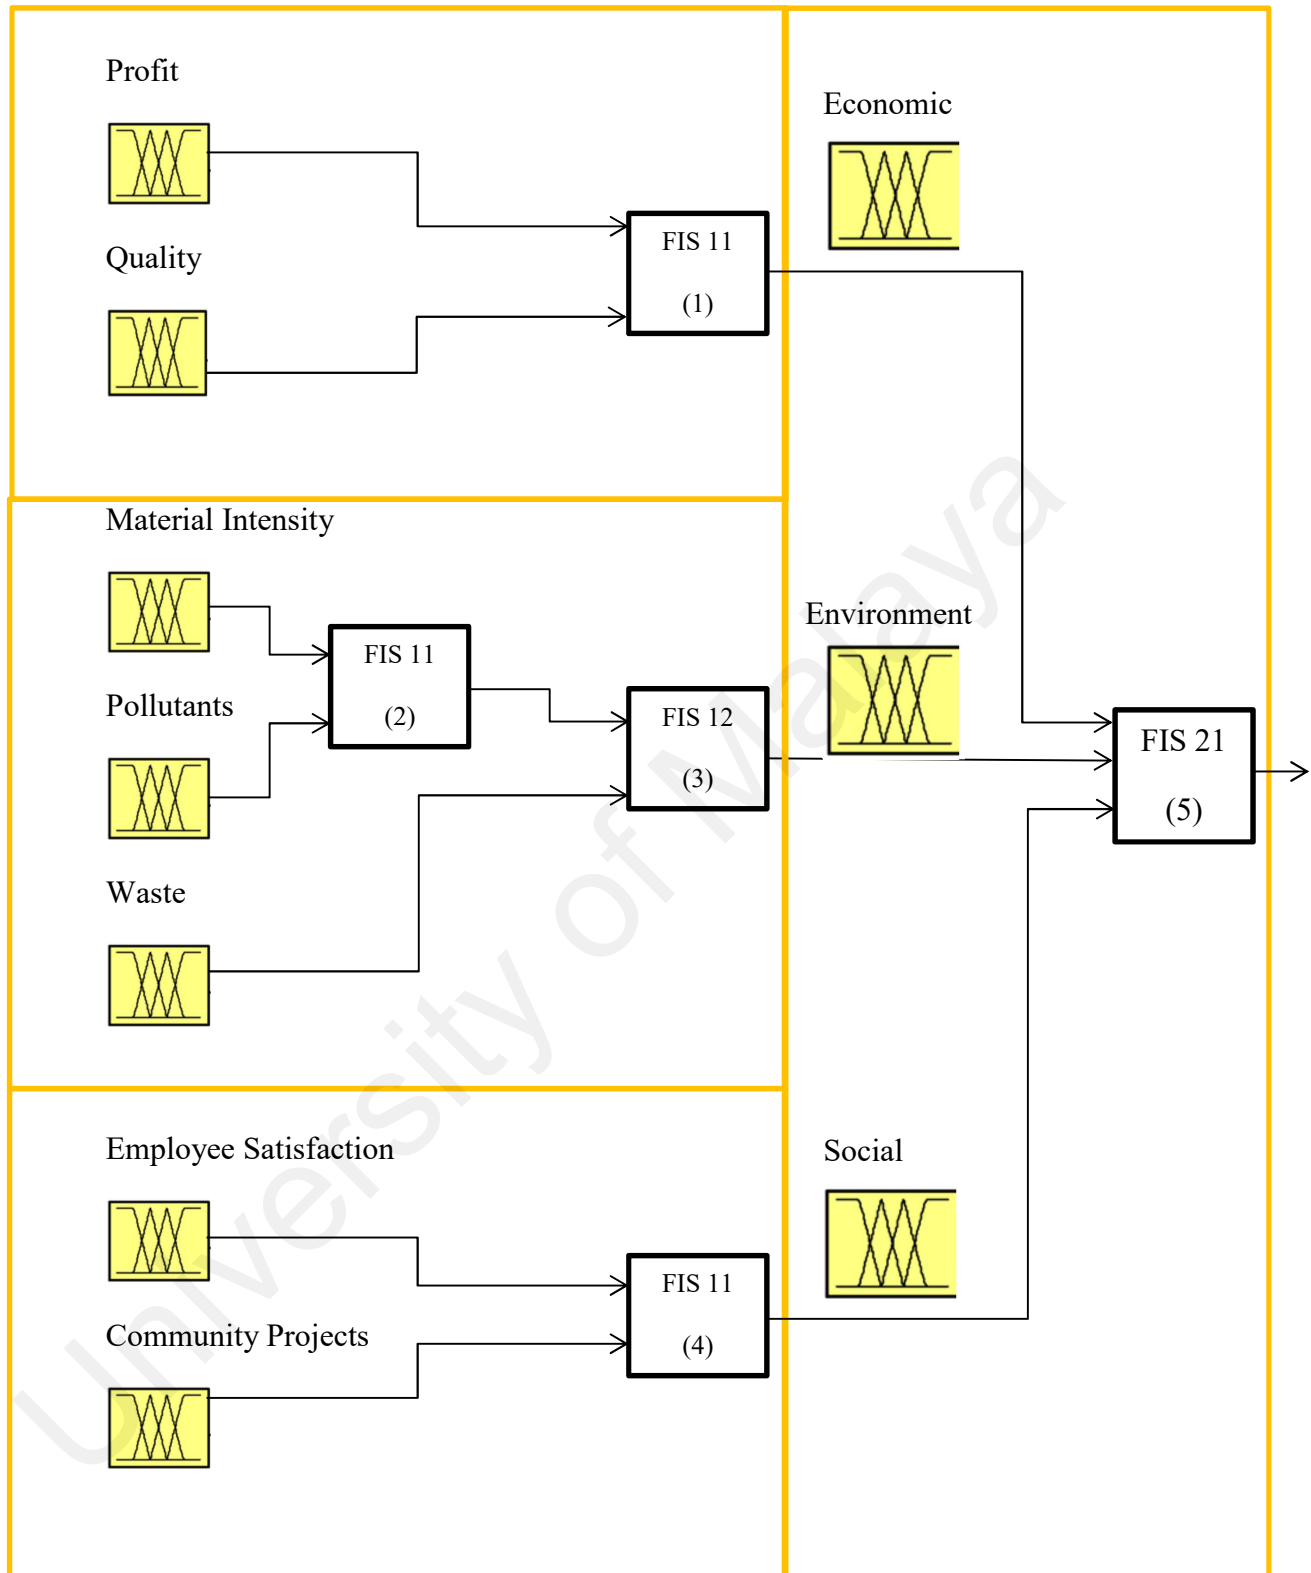 Profit
Economic
Quality
FIS 11
(1)
Material Intensity
Environment
FIS 11
(2)
Pollutants
FIS 12
(3)
FIS 21
(5)
Waste
Employee Satisfaction
Social
FIS 11
(4)
Community Projects
University of Malaya